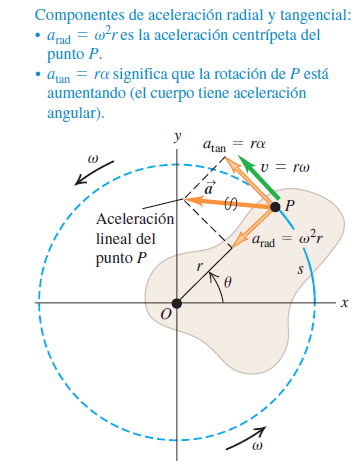 Componentes de aceleración radial y tangencial:
• a_rad = ω²r es la aceleración centrípeta del
punto P.
• a_tan = rα significa que la rotación de P está
aumentando (el cuerpo tiene aceleración
angular).
y
a_tan = rα
ω
v = rω
a⃗
P
Aceleración
lineal del
punto P
a_rad = ω²r
r
s
θ
x
O
ω